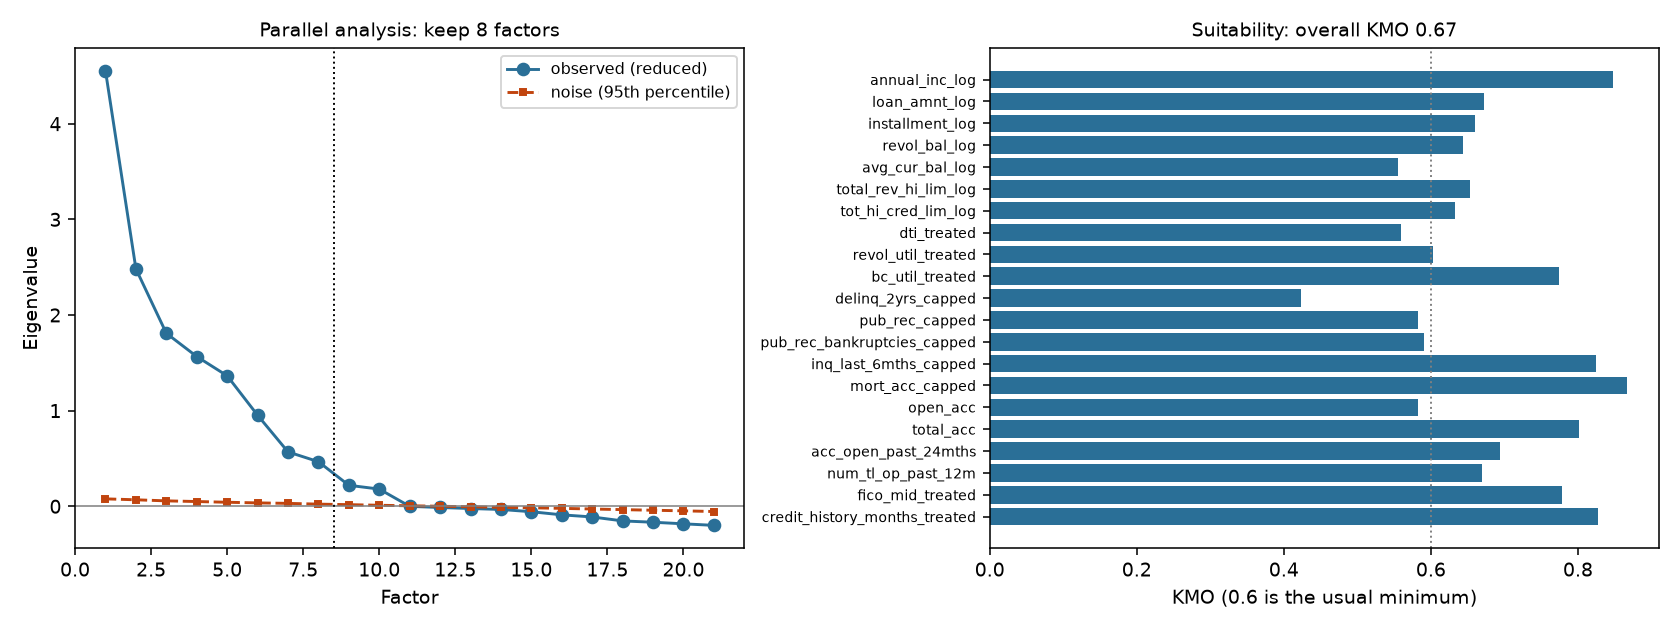 Parallel analysis: keep 8 factors
Eigenvalue
4
3
2
1
0
observed (reduced)
noise (95th percentile)
0.0 2.5 5.0 7.5 10.0 12.5 15.0 17.5 20.0
Factor
Suitability: overall KMO 0.67
annual_inc_log
loan_amnt_log
installment_log
revol_bal_log
avg_cur_bal_log
total_rev_hi_lim_log
tot_hi_cred_lim_log
dti_treated
revol_util_treated
bc_util_treated
delinq_2yrs_capped
pub_rec_capped
pub_rec_bankruptcies_capped
inq_last_6mths_capped
mort_acc_capped
open_acc
total_acc
acc_open_past_24mths
num_tl_op_past_12m
fico_mid_treated
credit_history_months_treated
0.0 0.2 0.4 0.6 0.8
KMO (0.6 is the usual minimum)